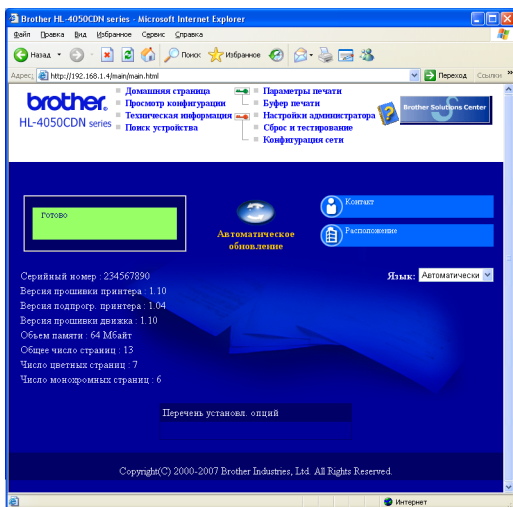 Brother HL-4050CDN series - Microsoft Internet Explorer
Файл Правка Вид Избранное Сервис Справка
Назад Поиск Избранное
Адрес: http://192.168.1.4/main/main.html Переход Ссылки »
brother.
HL-4050CDN series
Домашняя страница
Просмотр конфигурации
Техническая информация
Поиск устройства
Параметры печати
Буфер печати
Настройки администратора
Сброс и тестирование
Конфигурация сети
Brother Solutions Center
Готово
Автоматическое
обновление
Контакт
Расположение
Серийный номер : 234567890
Язык: Автоматически
Версия прошивки принтера : 1.10
Версия подпрогр. принтера : 1.04
Версия прошивки движка : 1.10
Объем памяти : 64 Мбайт
Общее число страниц : 13
Число цветных страниц : 7
Число монохромных страниц : 6
Перечень установл. опций
Copyright(C) 2000-2007 Brother Industries, Ltd. All Rights Reserved.
Интернет